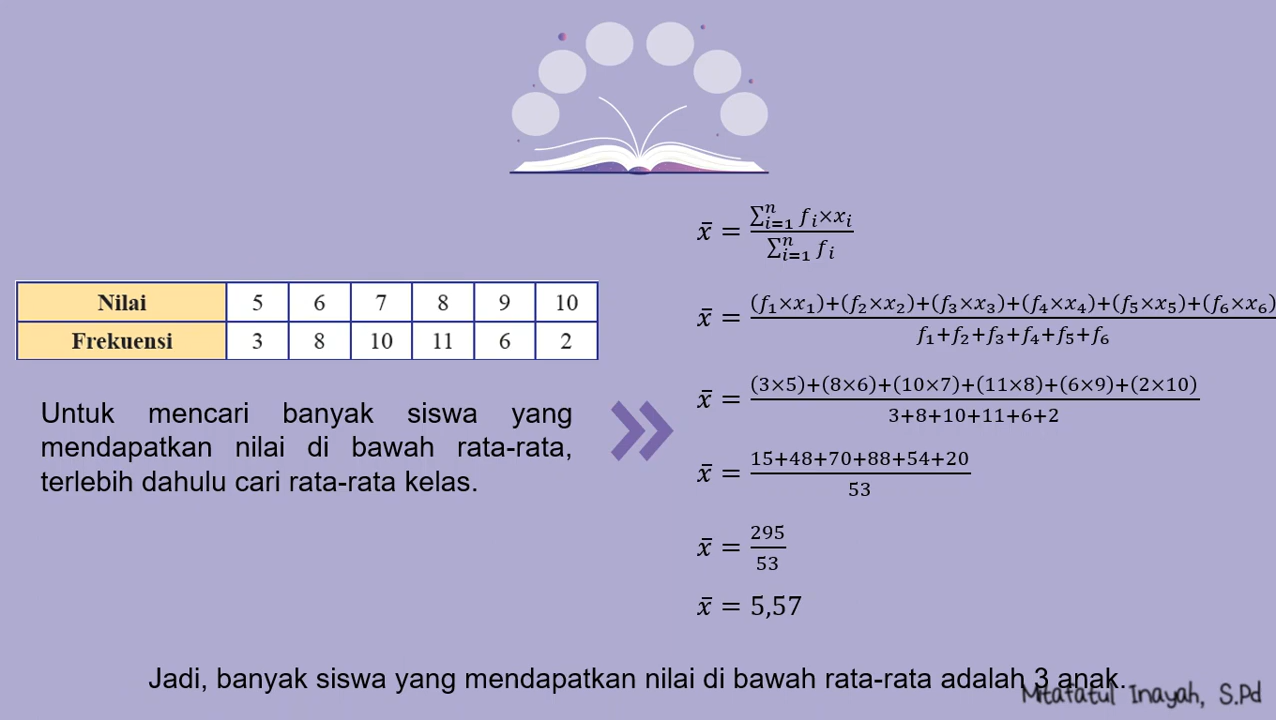 Nilai 5 6 7 8 9 10
Frekuensi 3 8 10 11 6 2
Untuk mencari banyak siswa yang
mendapatkan nilai di bawah rata-rata,
terlebih dahulu cari rata-rata kelas.
x̄ = (∑ⁿᵢ₌₁ fᵢ×xᵢ) / (∑ⁿᵢ₌₁ fᵢ)
x̄ = ((f₁×x₁)+(f₂×x₂)+(f₃×x₃)+(f₄×x₄)+(f₅×x₅)+(f₆×x₆)) / (f₁+f₂+f₃+f₄+f₅+f₆)
x̄ = ((3×5)+(8×6)+(10×7)+(11×8)+(6×9)+(2×10)) / (3+8+10+11+6+2)
x̄ = (15+48+70+88+54+20) / 53
x̄ = 295 / 53
x̄ = 5,57
Jadi, banyak siswa yang mendapatkan nilai di bawah rata-rata adalah 3 anak.
Mitafatul Inayah, S.Pd